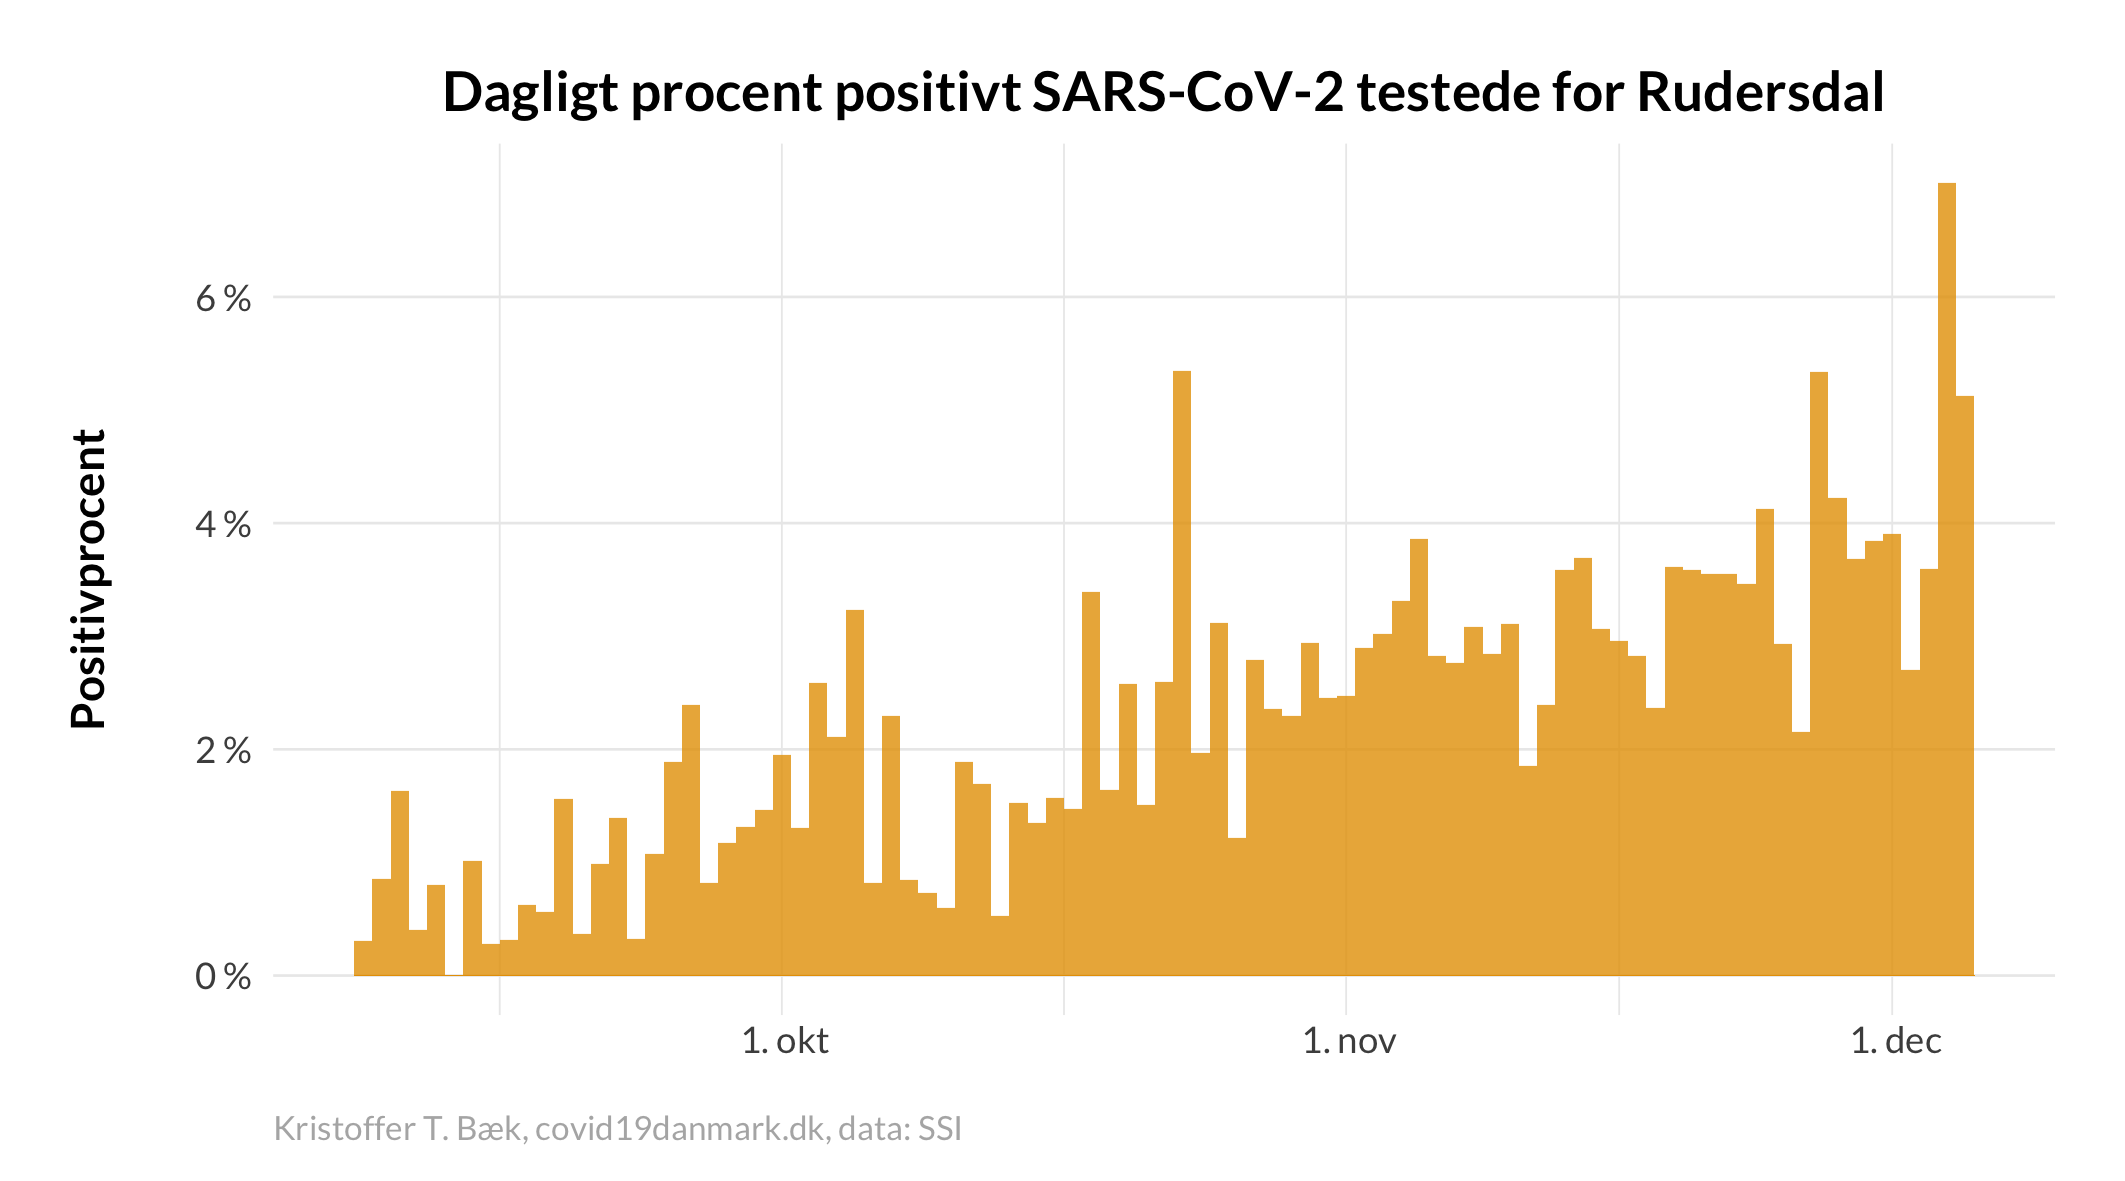 Dagligt procent positivt SARS-CoV-2 testede for Rudersdal
Positivprocent
6 %
4 %
2 %
0 %
1. okt
1. nov
1. dec
Kristoffer T. Bæk, covid19danmark.dk, data: SSI